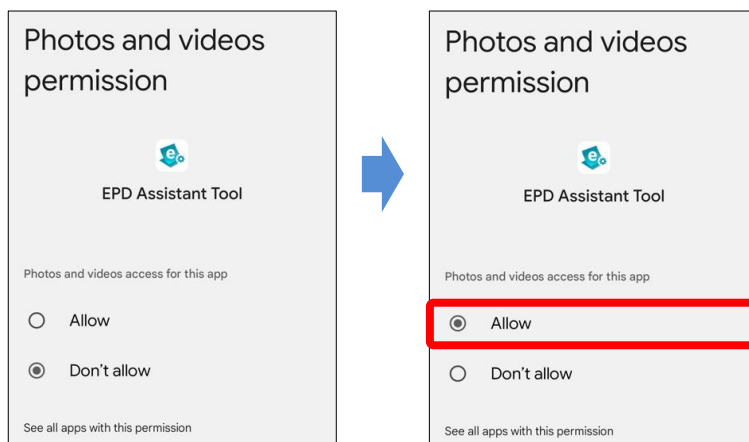 Photos and videos
permission
e
EPD Assistant Tool
Photos and videos access for this app
Allow
Don't allow
See all apps with this permission
Photos and videos
permission
e
EPD Assistant Tool
Photos and videos access for this app
Allow
Don't allow
See all apps with this permission